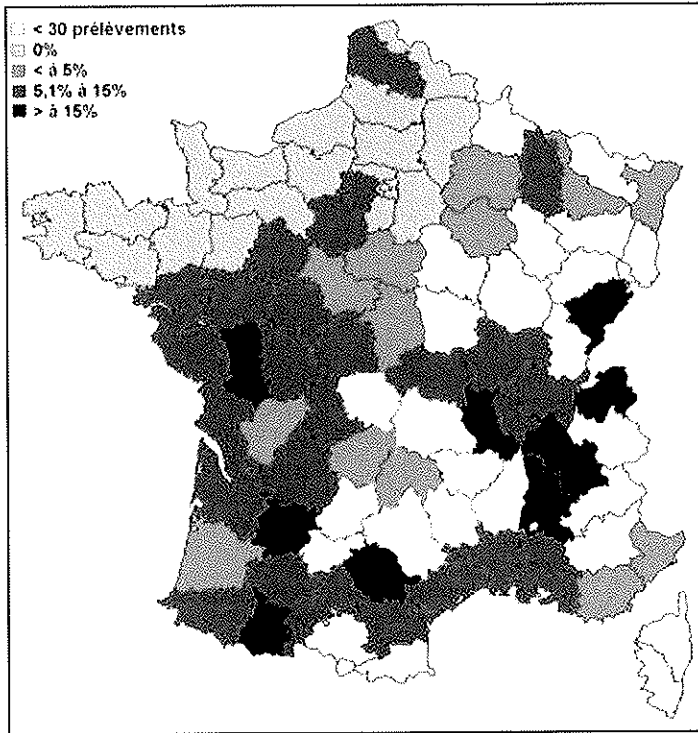 < 30 prélèvements
0%
< à 5%
5,1% à 15%
> à 15%